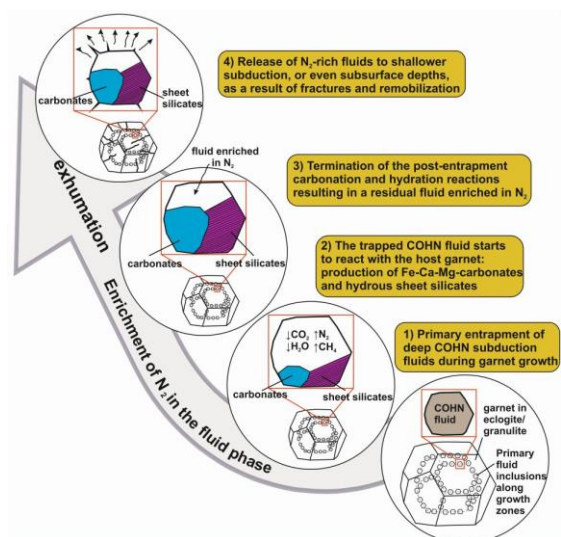 4) Release of N2-rich fluids to shallower
subduction, or even subsurface depths,
as a result of fractures and remobilization
carbonates
sheet
silicates
fluid
enriched
in N2
3) Termination of the post-entrapment
carbonation and hydration reactions
resulting in a residual fluid enriched in N2
carbonates
sheet silicates
2) The trapped COHN fluid starts
to react with the host garnet:
production of Fe-Ca-Mg-carbonates
and hydrous sheet silicates
↓CO2 ↑N2
↓H2O ↑CH4
carbonates
sheet silicates
1) Primary entrapment of
deep COHN subduction
fluids during garnet growth
COHN
fluid
garnet in
eclogite/
granulite
Primary
fluid
inclusions
along
growth
zones
exhumation
Enrichment of N2 in the fluid phase